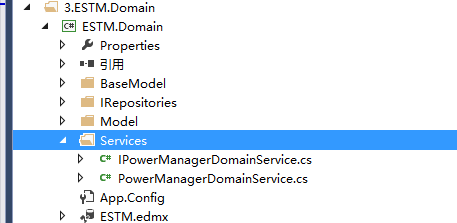 3.ESTM.Domain
ESTM.Domain
Properties
引用
BaseModel
IRepositories
Model
Services
IPowerManagerDomainService.cs
PowerManagerDomainService.cs
App.Config
ESTM.edmx